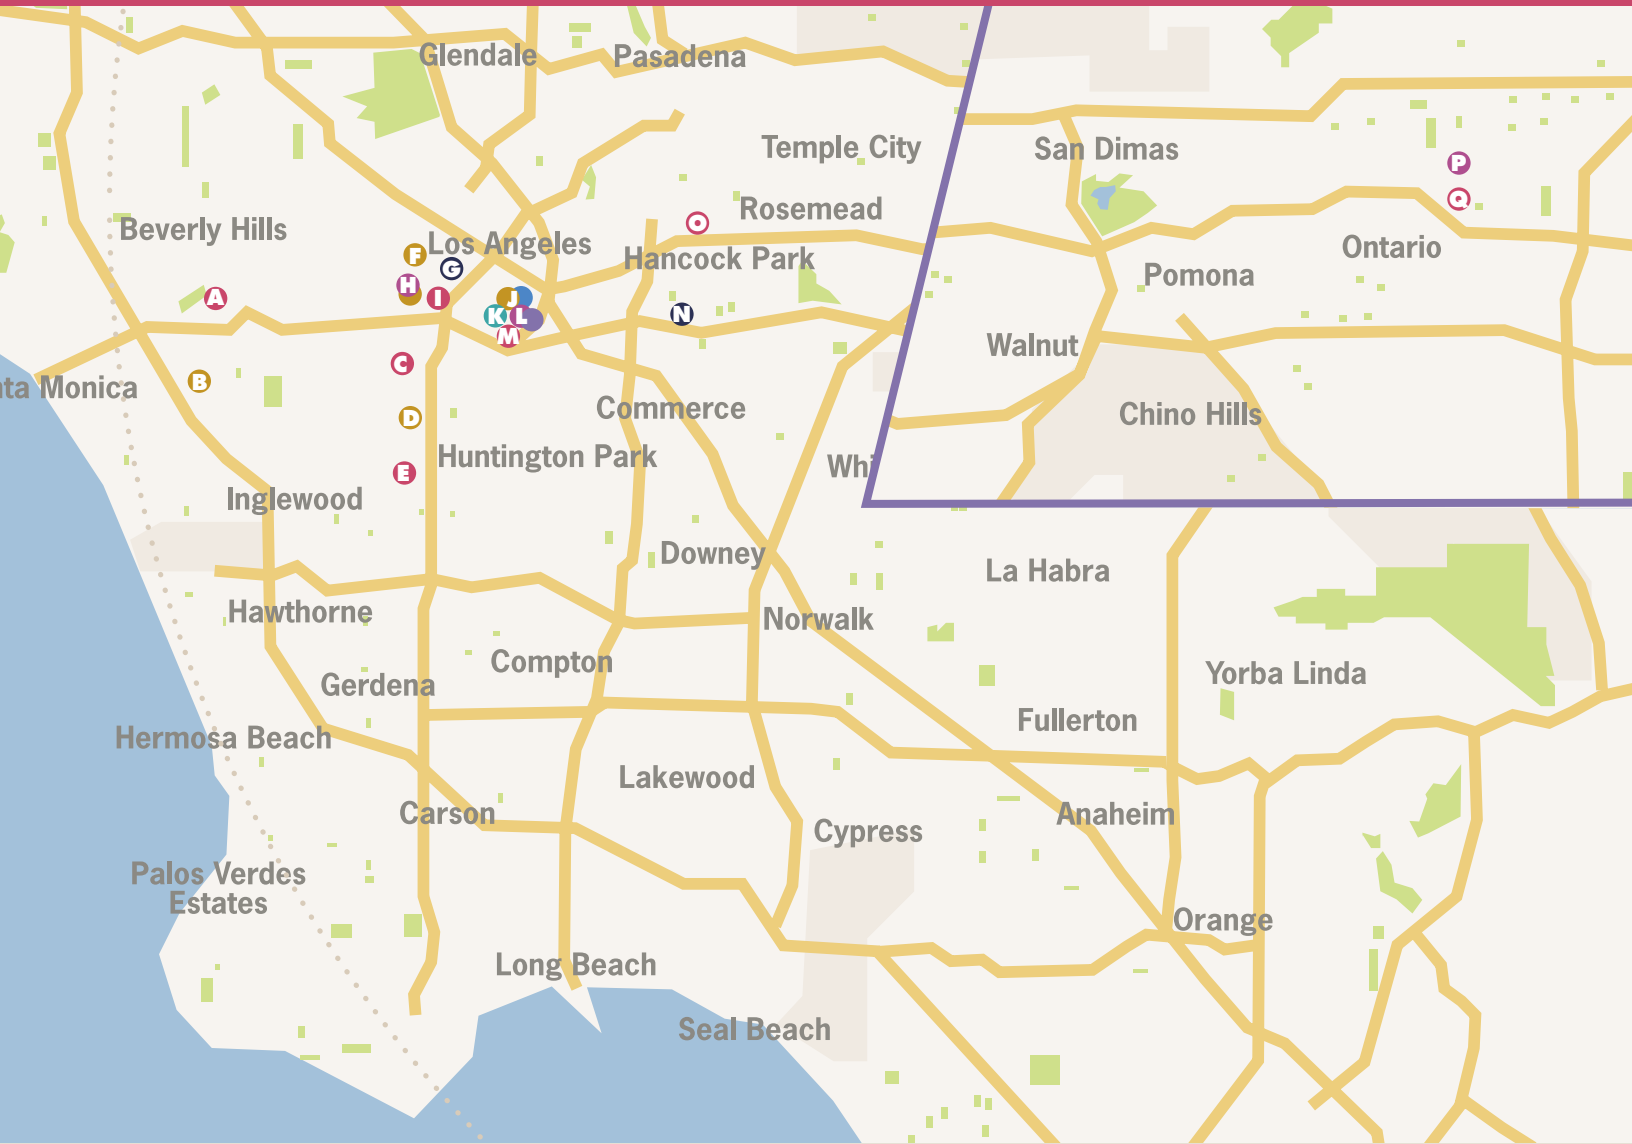 Glendale
Pasadena
Temple City
San Dimas
P
Q
Rosemead
O
Beverly Hills
Los Angeles
F
G
Hancock Park
Ontario
Pomona
H
A
I
J
K
L
N
M
Walnut
C
B
nta Monica
Commerce
D
Chino Hills
Huntington Park
Whi
E
Inglewood
Downey
La Habra
Hawthorne
Norwalk
Compton
Yorba Linda
Gerdena
Fullerton
Hermosa Beach
Lakewood
Carson
Anaheim
Cypress
Palos Verdes
Estates
Orange
Long Beach
Seal Beach